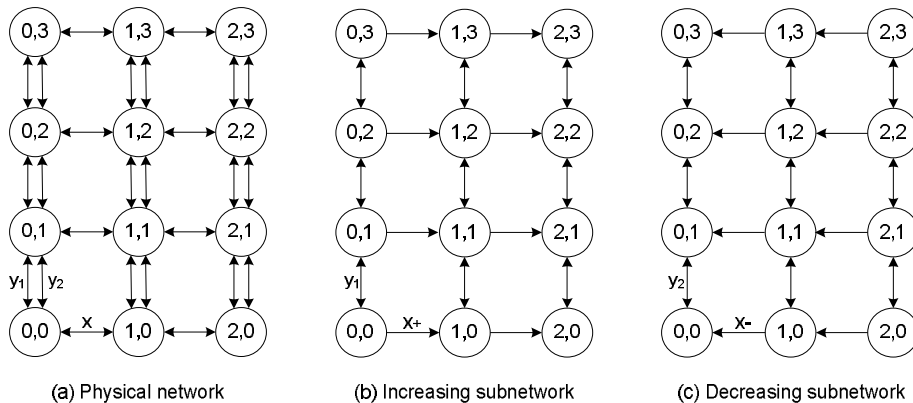 0,3 1,3 2,3 0,3 1,3 2,3 0,3 1,3 2,3
0,2 1,2 2,2 0,2 1,2 2,2 0,2 1,2 2,2
0,1 1,1 2,1 0,1 1,1 2,1 0,1 1,1 2,1
y1 y2 y1 y2
x x+ x-
0,0 1,0 2,0 0,0 1,0 2,0 0,0 1,0 2,0
(a) Physical network (b) Increasing subnetwork (c) Decreasing subnetwork